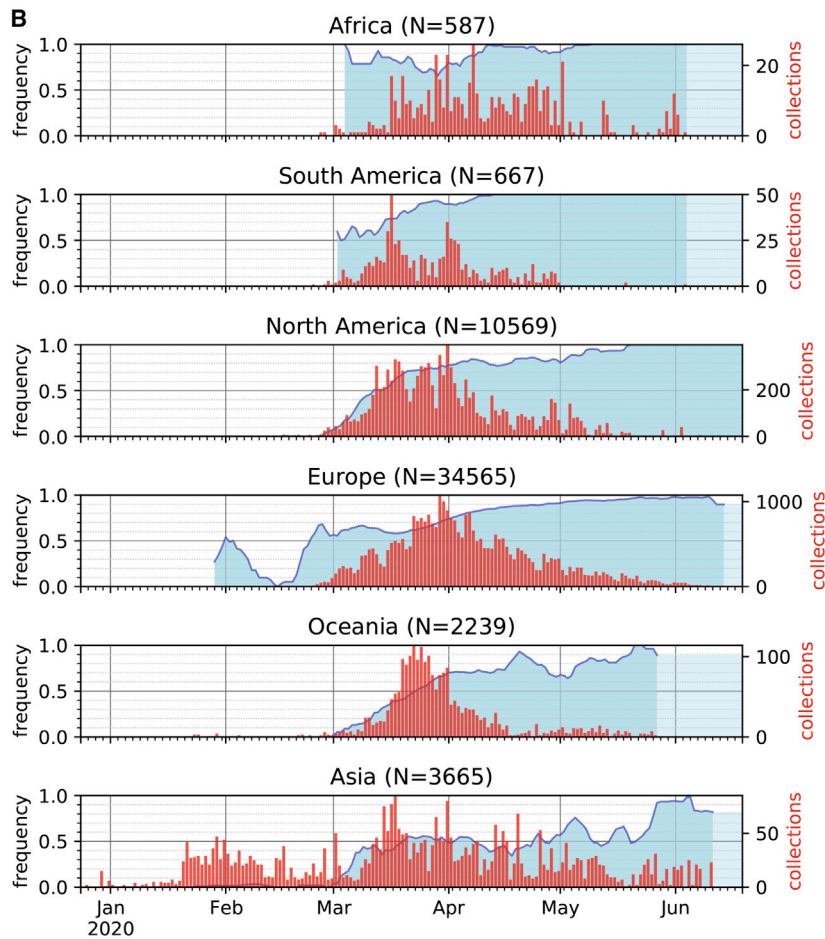 B
Africa (N=587)
frequency
1.0
0.5
0.0
20
0
collections
South America (N=667)
frequency
1.0
0.5
0.0
50
25
0
collections
North America (N=10569)
frequency
1.0
0.5
0.0
200
0
collections
Europe (N=34565)
frequency
1.0
0.5
0.0
1000
0
collections
Oceania (N=2239)
frequency
1.0
0.5
0.0
100
0
collections
Asia (N=3665)
frequency
1.0
0.5
0.0
50
0
collections
Jan Feb Mar Apr May Jun
2020